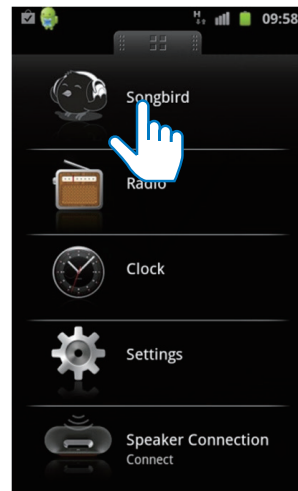 H
09:58
Songbird
Radio
Clock
Settings
Speaker Connection
Connect